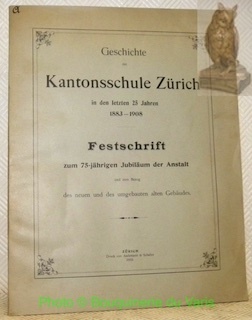 Geschichte
der
Kantonsschule Zürich
in den letzten 25 Jahren
1883–1908
Festschrift
zum 75-jährigen Jubiläum der Anstalt
des neuen und des umgebauten alten Gebäudes.
ZÜRICH
1908